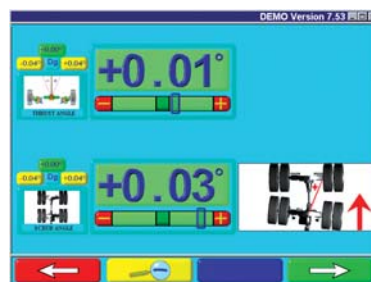 DEMO Version 7.53
+0.00°
-0.04° Dg +0.04°
THRUST ANGLE
+0.01°
- +
+0.00°
-0.04° Dg +0.04°
SCRUB ANGLE
+0.03°
- +